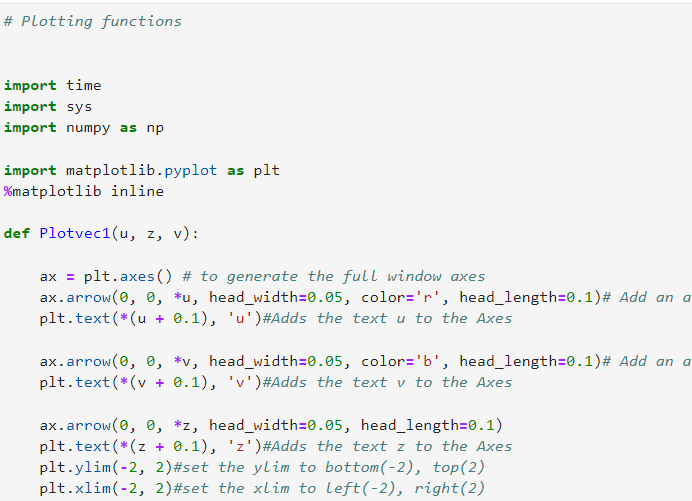 # Plotting functions
import time
import sys
import numpy as np
import matplotlib.pyplot as plt
%matplotlib inline
def Plotvec1(u, z, v):
ax = plt.axes() # to generate the full window axes
ax.arrow(0, 0, *u, head_width=0.05, color='r', head_length=0.1)# Add an a
plt.text(*(u + 0.1), 'u')#Adds the text u to the Axes
ax.arrow(0, 0, *v, head_width=0.05, color='b', head_length=0.1)# Add an a
plt.text(*(v + 0.1), 'v')#Adds the text v to the Axes
ax.arrow(0, 0, *z, head_width=0.05, head_length=0.1)
plt.text(*(z + 0.1), 'z')#Adds the text z to the Axes
plt.ylim(-2, 2)#set the ylim to bottom(-2), top(2)
plt.xlim(-2, 2)#set the xlim to left(-2), right(2)